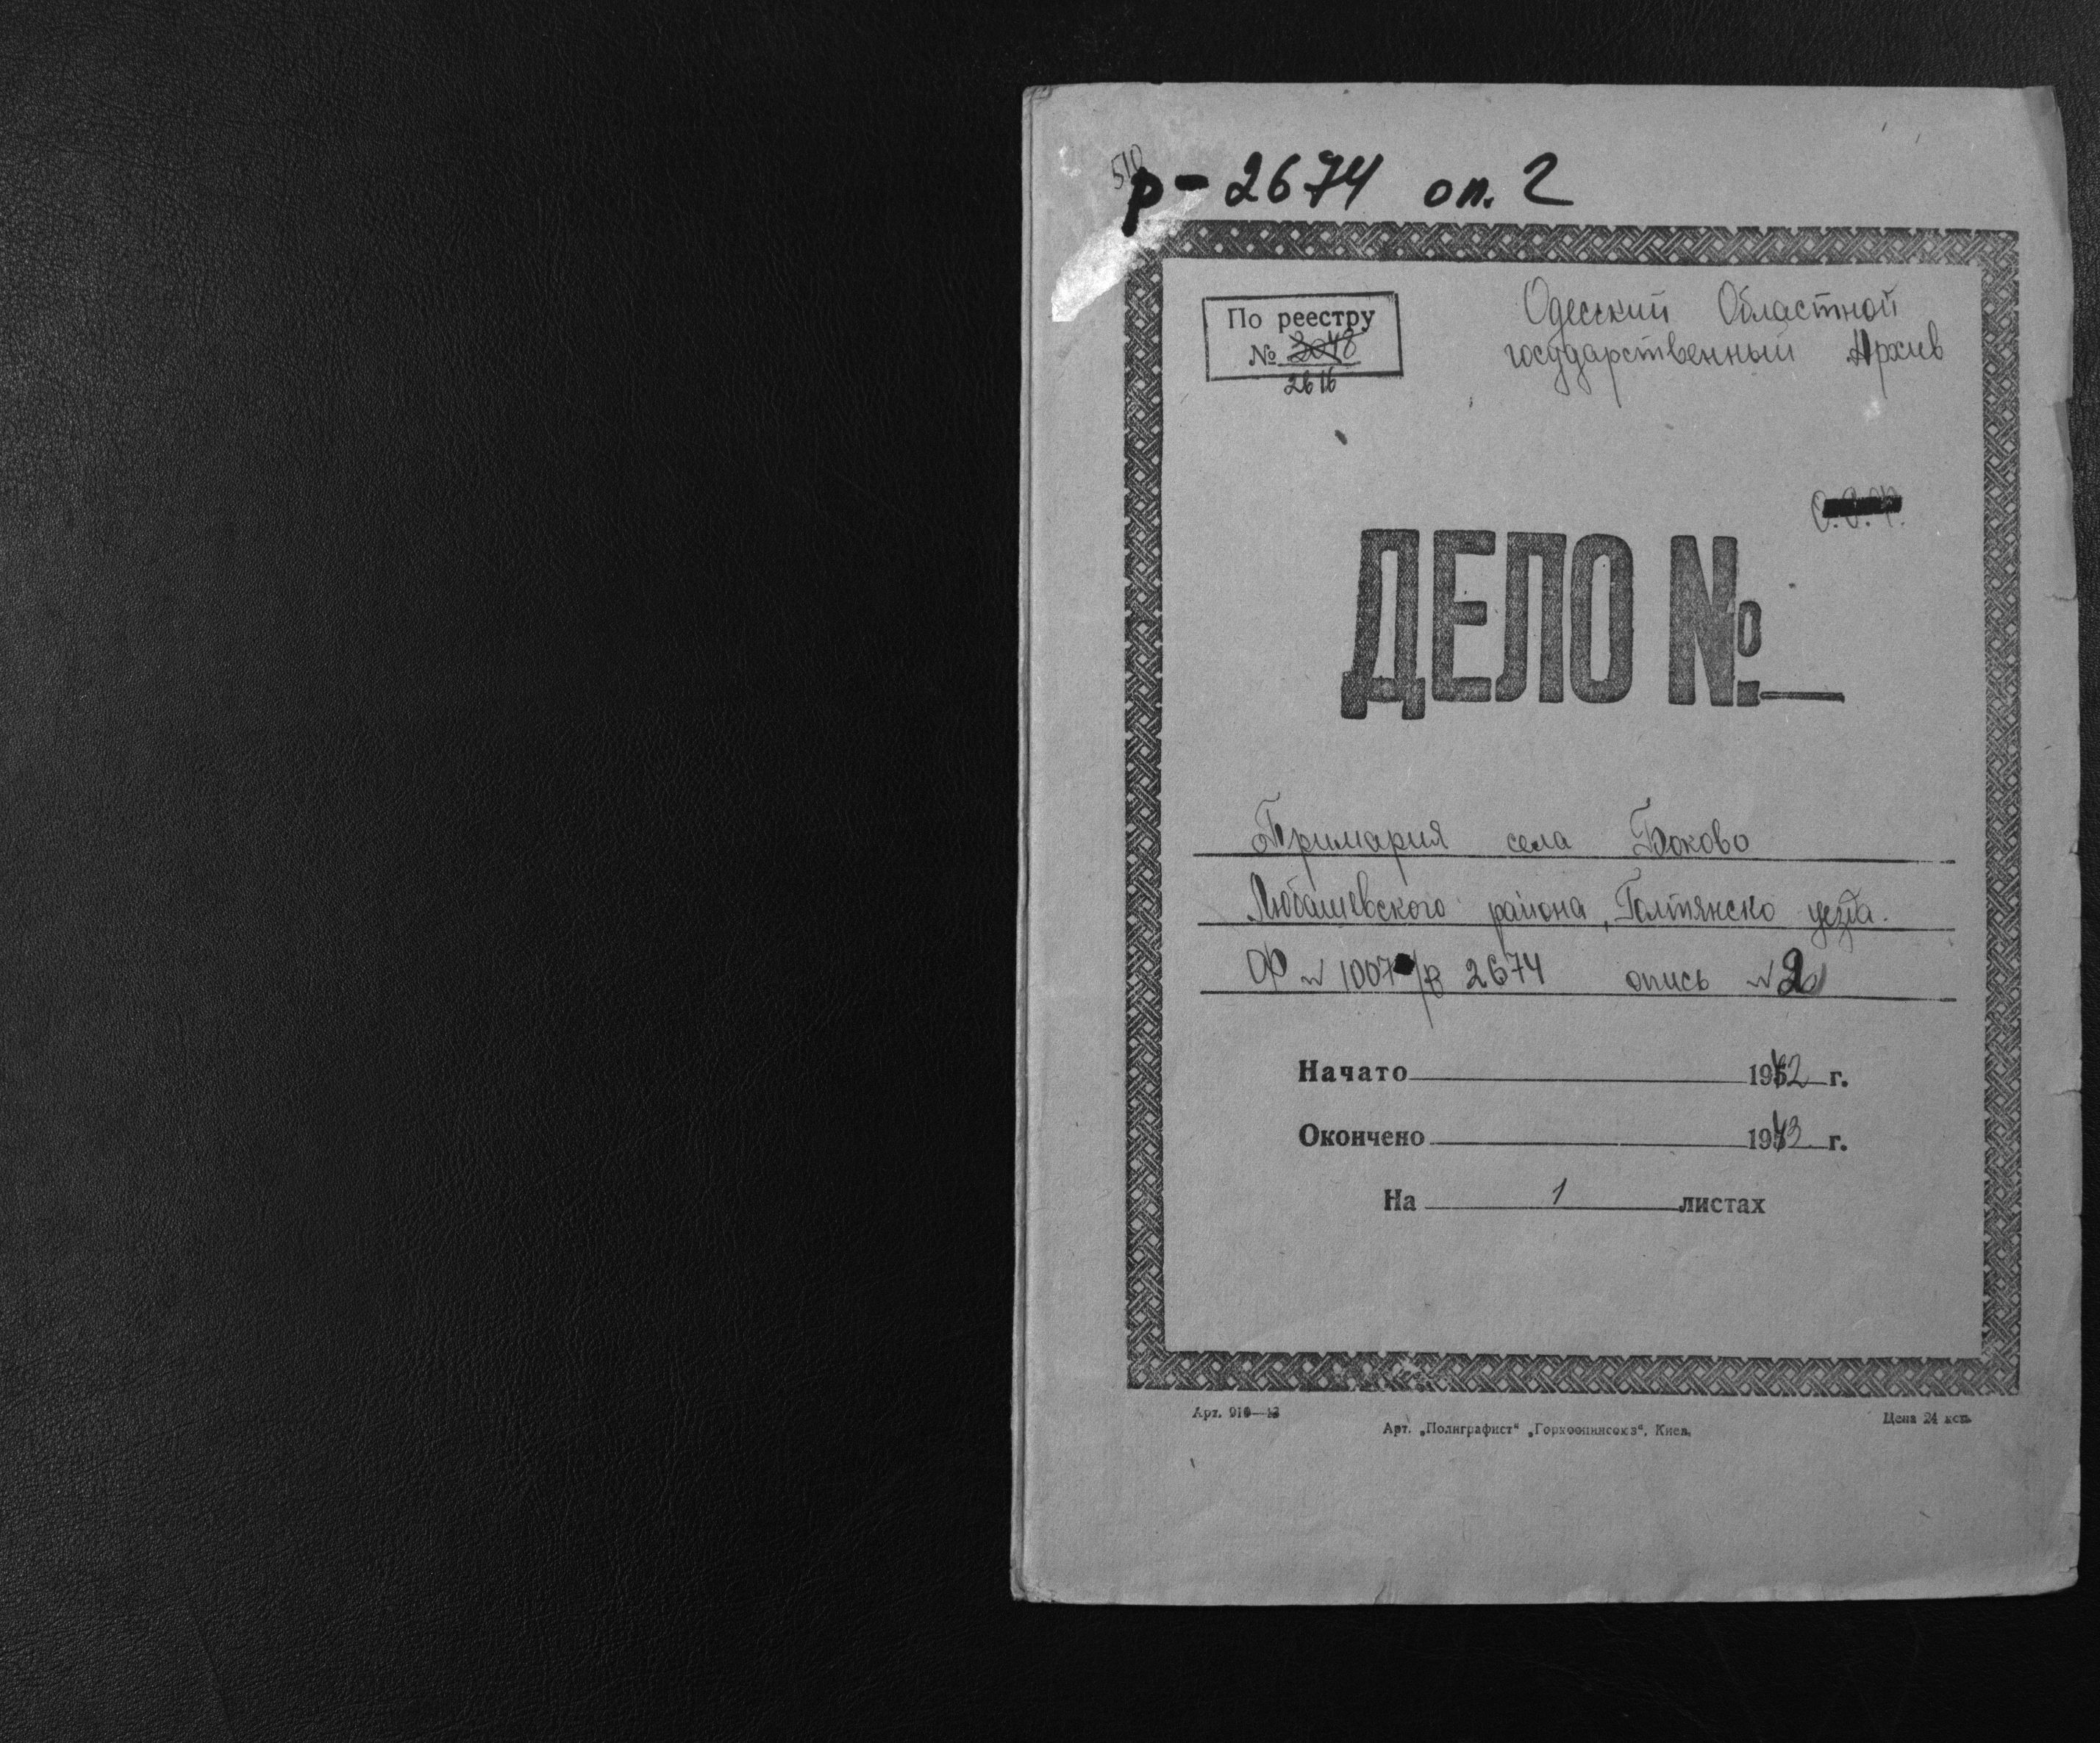 р-2674 оп. 2
По реестру
№ 3048
2616
Одесский Областной
государственный Архив
ДЕЛО №
Примария села Боково
Любашевского района, Голтянско уезда.
ОФ № 1007 /р 2674 опись № 2
Начато 1942 г.
Окончено 1943 г.
На 1 листах
Арт. 910—13
Арт. „Полиграфист“ „Горкоопинсоюз“, Киев,
Цена 24 коп.